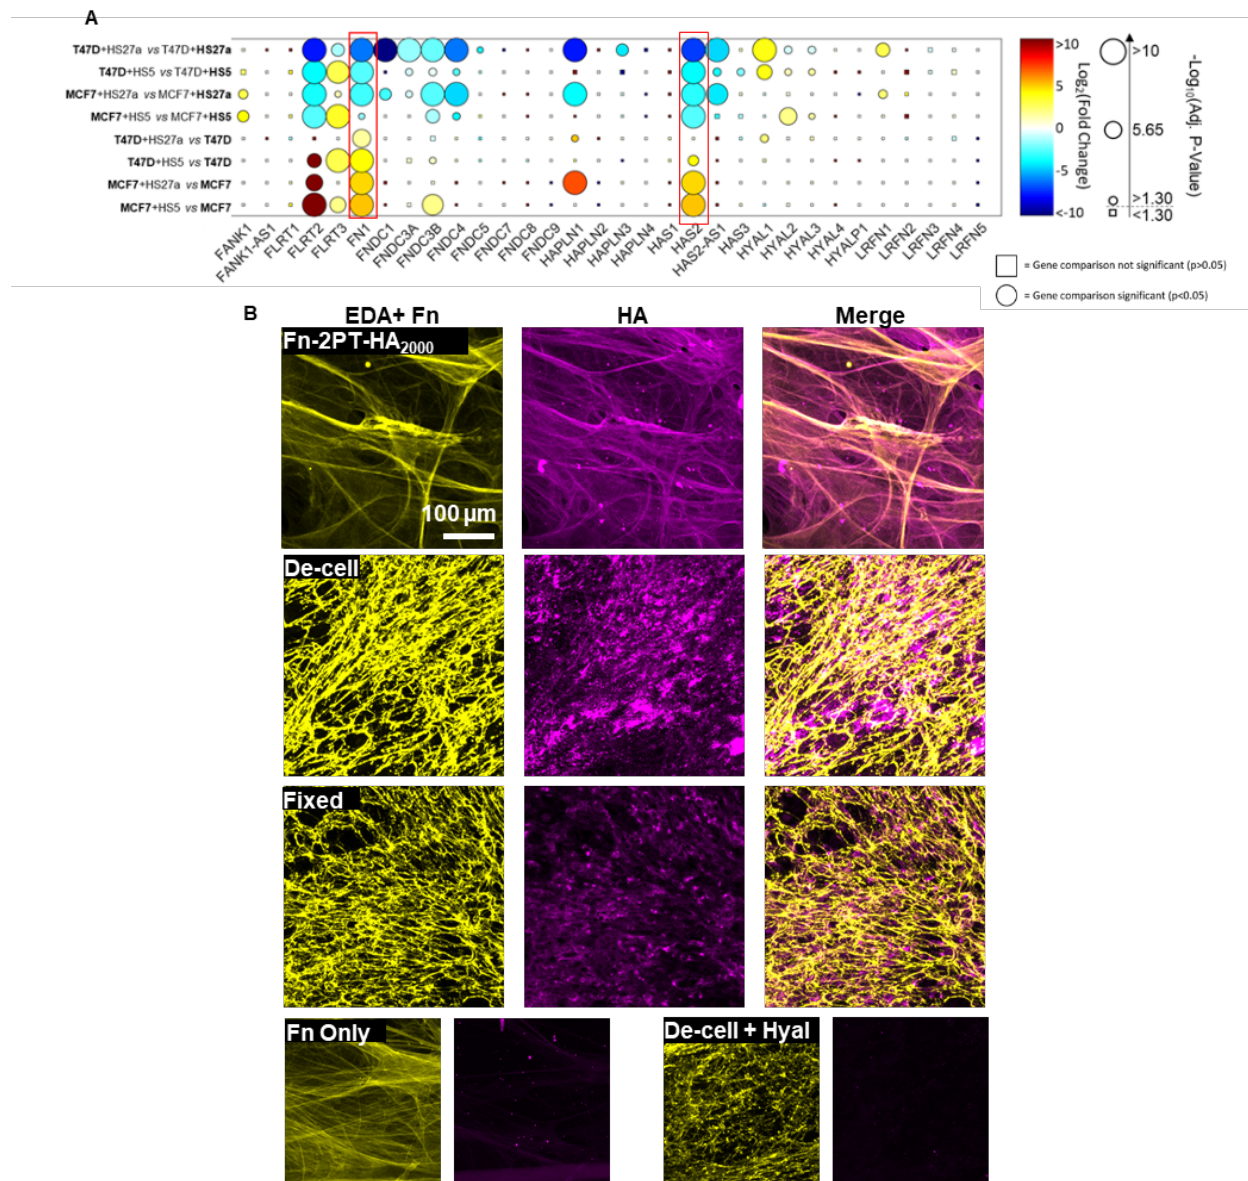 A
T47D+HS27a vs T47D+HS27a
T47D+HS5 vs T47D+HS5
MCF7+HS27a vs MCF7+HS27a
MCF7+HS5 vs MCF7+HS5
T47D+HS27a vs T47D
T47D+HS5 vs T47D
MCF7+HS27a vs MCF7
MCF7+HS5 vs MCF7
FANK1
FANK1-AS1
FLRT1
FLRT2
FLRT3
FN1
FNDC1
FNDC3A
FNDC3B
FNDC4
FNDC5
FNDC7
FNDC8
FNDC9
HAPLN1
HAPLN2
HAPLN3
HAPLN4
HAS1
HAS2
HAS2-AS1
HAS3
HYAL1
HYAL2
HYAL3
HYAL4
HYALP1
LRFN1
LRFN2
LRFN3
LRFN4
LRFN5
>10
5
0
-5
<-10
Log2(Fold Change)
>10
5.65
>1.30
<1.30
-Log10(Adj. P-Value)
= Gene comparison not significant (p>0.05)
= Gene comparison significant (p<0.05)
B
EDA+ Fn HA Merge
Fn-2PT-HA2000
100 µm
De-cell
Fixed
Fn Only De-cell + Hyal